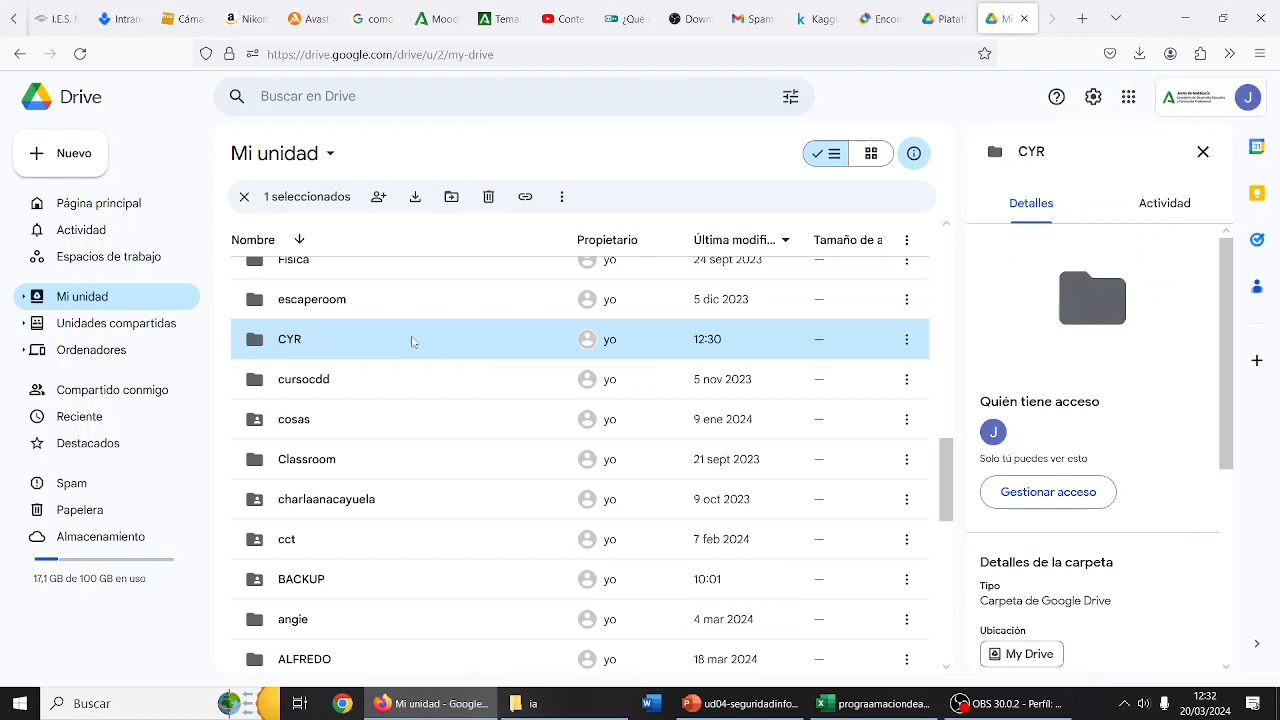 I.E.S. M
Intran
Cámar
Nikon
Avast
como
Moo
Tema
Conte
¿Qu
Down
Spam
Kaggl
Encon
Plataf
Mi
https://drive.google.com/drive/u/2/my-drive
Drive
Buscar en Drive
J
Nuevo
Mi unidad
CYR
1 seleccionados
Detalles
Actividad
Página principal
Actividad
Espacios de trabajo
Mi unidad
Unidades compartidas
Ordenadores
Compartido conmigo
Reciente
Destacados
Spam
Papelera
Almacenamiento
17,1 GB de 100 GB en uso
Nombre Propietario Última modifi... Tamaño de a
Física yo 24 sept 2023 —
escaperoom yo 5 dic 2023 —
CYR yo 12:30 —
cursocdd yo 5 nov 2023 —
cosas yo 9 ene 2024 —
Classroom yo 21 sept 2023 —
charlaanacayuela yo 9 oct 2023 —
cct yo 7 feb 2024 —
BACKUP yo 10:01 —
angie yo 4 mar 2024 —
ALFREDO yo 18 mar 2024 —
Quién tiene acceso
J
Solo tú puedes ver esto
Gestionar acceso
Detalles de la carpeta
Tipo
Carpeta de Google Drive
Ubicación
My Drive
Buscar
Mi unidad - Google...
ia
ud04-seguridadinfo...
prograamaciondea...
OBS 30.0.2 - Perfil:...
12:32
20/03/2024